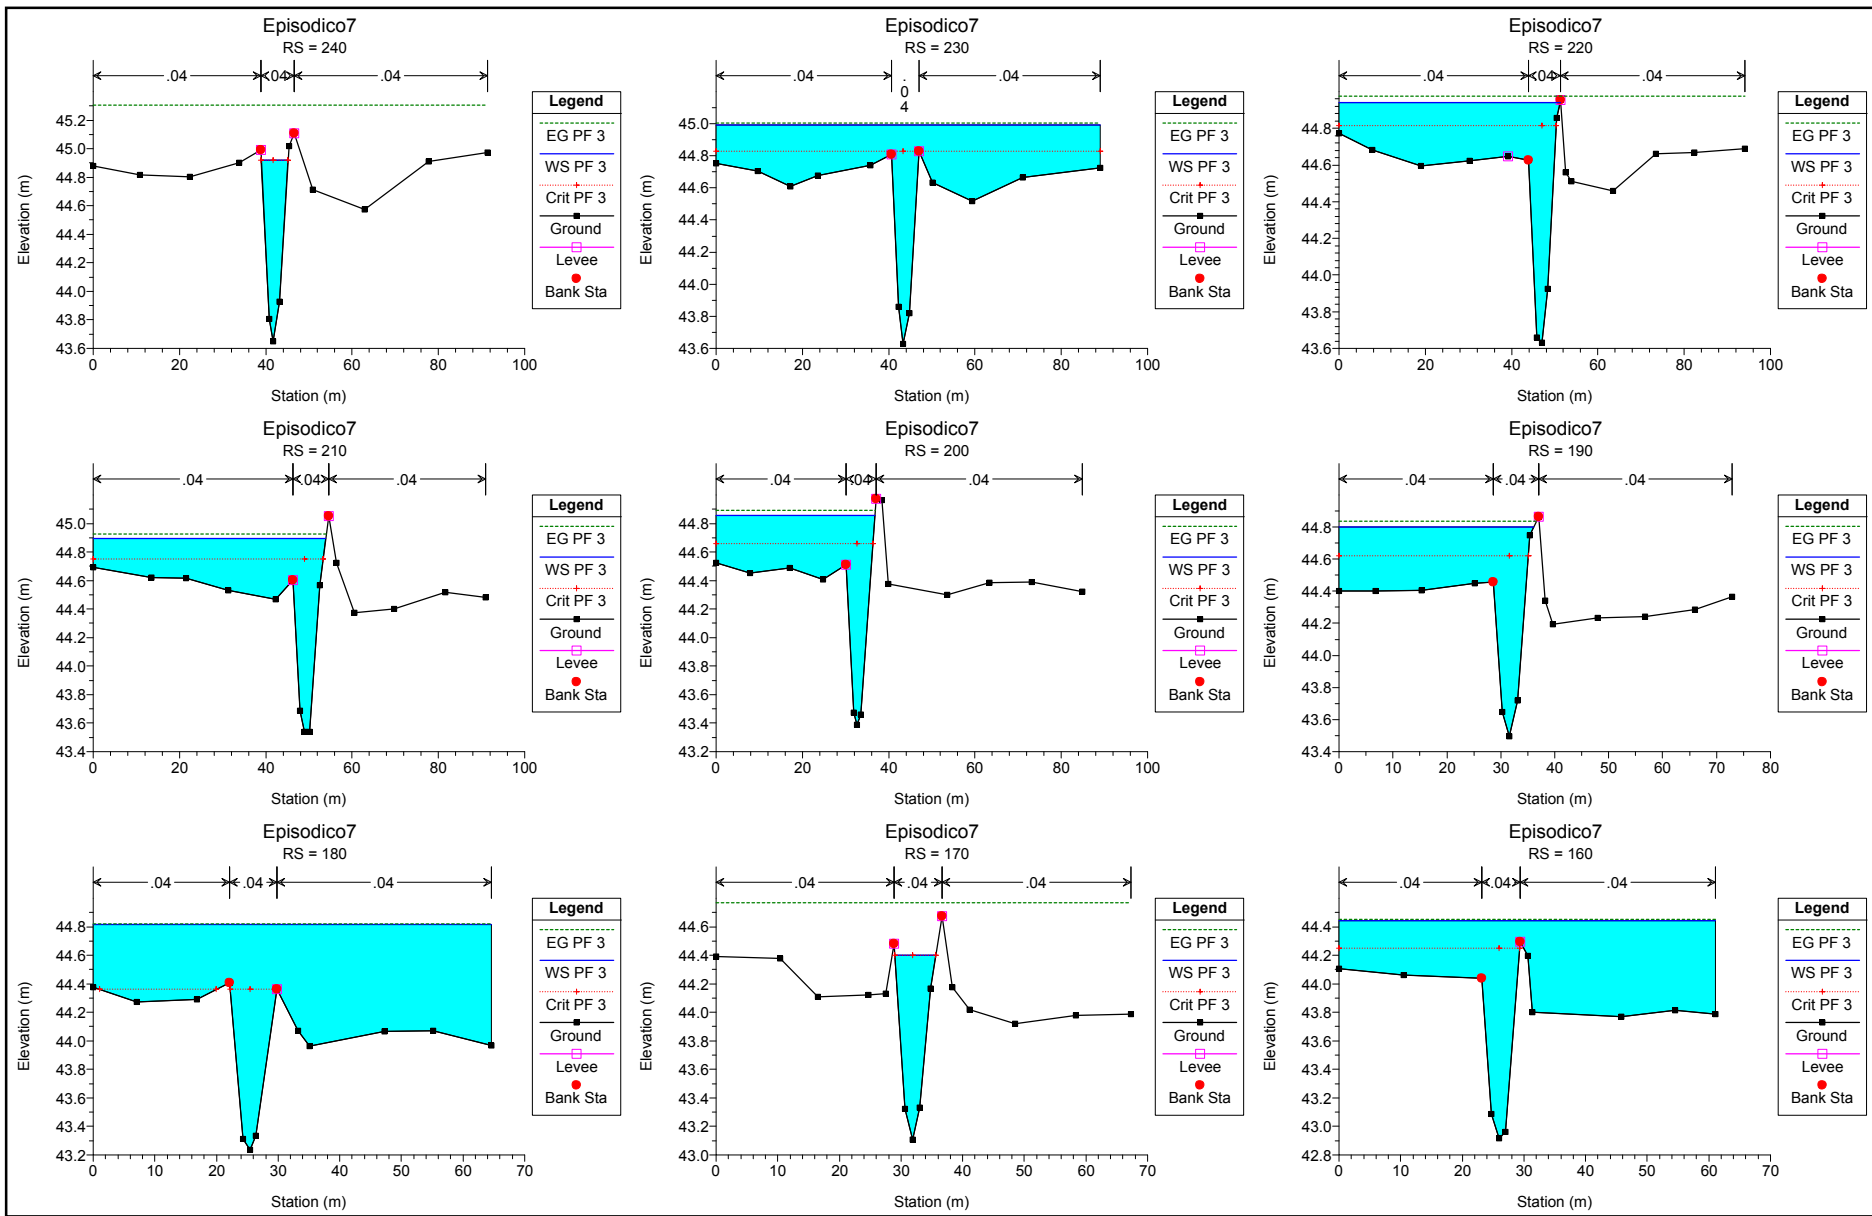 Episodico7
RS = 240
.04 .04 .04
Elevation (m)
45.2
45.0
44.8
44.6
44.4
44.2
44.0
43.8
43.6
0 20 40 60 80 100
Station (m)
Legend
EG PF 3
WS PF 3
Crit PF 3
Ground
Levee
Bank Sta
Episodico7
RS = 230
.04 .04 .04
Elevation (m)
45.0
44.8
44.6
44.4
44.2
44.0
43.8
43.6
0 20 40 60 80 100
Station (m)
Legend
EG PF 3
WS PF 3
Crit PF 3
Ground
Levee
Bank Sta
Episodico7
RS = 220
.04 .04 .04
Elevation (m)
44.8
44.6
44.4
44.2
44.0
43.8
43.6
0 20 40 60 80 100
Station (m)
Legend
EG PF 3
WS PF 3
Crit PF 3
Ground
Levee
Bank Sta
Episodico7
RS = 210
.04 .04 .04
Elevation (m)
45.0
44.8
44.6
44.4
44.2
44.0
43.8
43.6
43.4
0 20 40 60 80 100
Station (m)
Legend
EG PF 3
WS PF 3
Crit PF 3
Ground
Levee
Bank Sta
Episodico7
RS = 200
.04 .04 .04
Elevation (m)
44.8
44.6
44.4
44.2
44.0
43.8
43.6
43.4
43.2
0 20 40 60 80 100
Station (m)
Legend
EG PF 3
WS PF 3
Crit PF 3
Ground
Levee
Bank Sta
Episodico7
RS = 190
.04 .04 .04
Elevation (m)
44.8
44.6
44.4
44.2
44.0
43.8
43.6
43.4
0 10 20 30 40 50 60 70 80
Station (m)
Legend
EG PF 3
WS PF 3
Crit PF 3
Ground
Levee
Bank Sta
Episodico7
RS = 180
.04 .04 .04
Elevation (m)
44.8
44.6
44.4
44.2
44.0
43.8
43.6
43.4
43.2
0 10 20 30 40 50 60 70
Station (m)
Legend
EG PF 3
WS PF 3
Crit PF 3
Ground
Levee
Bank Sta
Episodico7
RS = 170
.04 .04 .04
Elevation (m)
44.6
44.4
44.2
44.0
43.8
43.6
43.4
43.2
43.0
0 10 20 30 40 50 60 70
Station (m)
Legend
EG PF 3
WS PF 3
Crit PF 3
Ground
Levee
Bank Sta
Episodico7
RS = 160
.04 .04 .04
Elevation (m)
44.4
44.2
44.0
43.8
43.6
43.4
43.2
43.0
42.8
0 10 20 30 40 50 60 70
Station (m)
Legend
EG PF 3
WS PF 3
Crit PF 3
Ground
Levee
Bank Sta